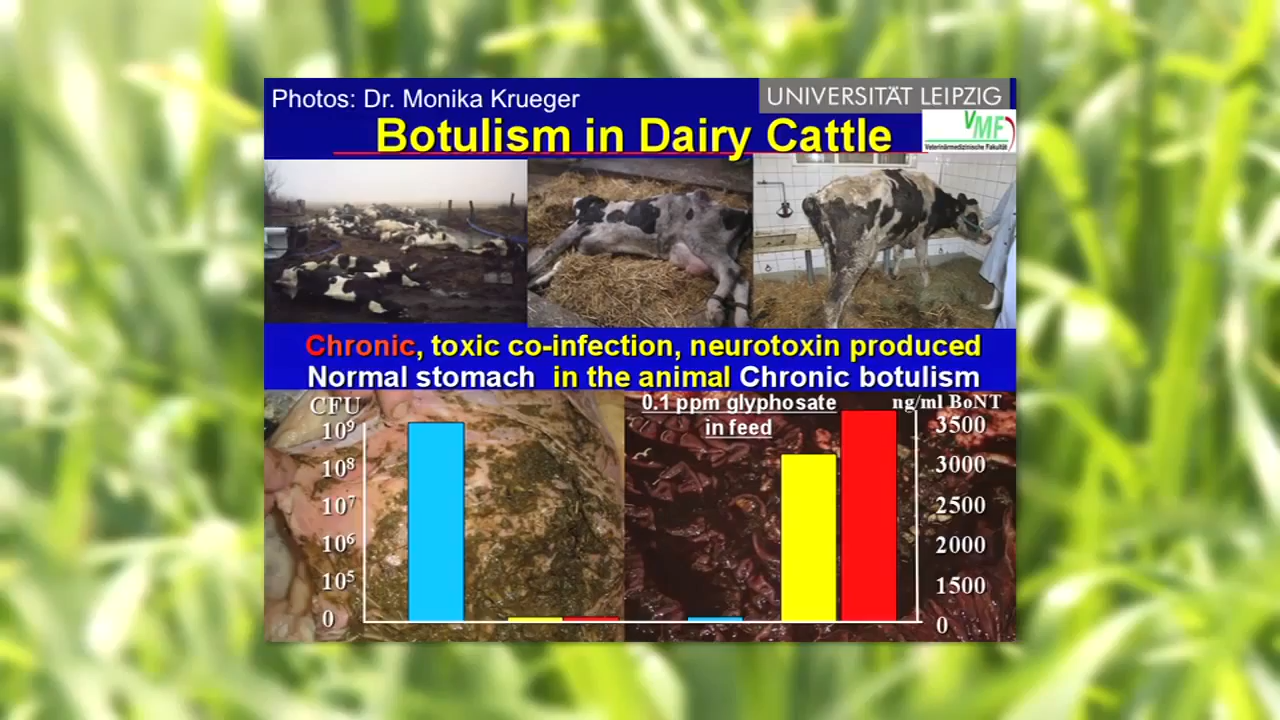 Photos: Dr. Monika Krueger
UNIVERSITÄT LEIPZIG
Botulism in Dairy Cattle
VMF
Veterinärmedizinische Fakultät
Chronic, toxic co-infection, neurotoxin produced
Normal stomach in the animal Chronic botulism
CFU
0.1 ppm glyphosate
in feed
ng/ml BoNT
10⁹
10⁸
10⁷
10⁶
10⁵
0
3500
3000
2500
2000
1500
0